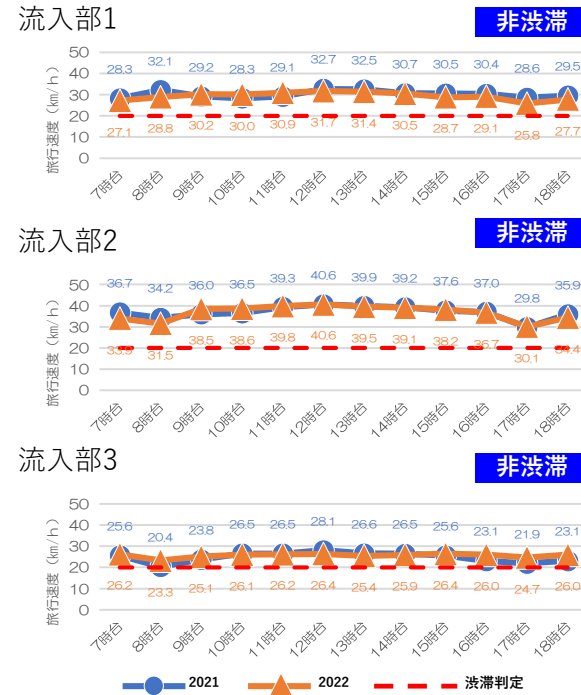 流入部1
非渋滞
旅行速度（km/h）
50
40
30
20
10
0
28.3 32.1 29.2 28.3 29.1 32.7 32.5 30.7 30.5 30.4 28.6 29.5
27.1 28.8 30.2 30.0 30.9 31.7 31.4 30.5 28.7 29.1 25.8 27.7
7時台 8時台 9時台 10時台 11時台 12時台 13時台 14時台 15時台 16時台 17時台 18時台
流入部2
非渋滞
旅行速度（km/h）
50
40
30
20
10
0
36.7 34.2 36.0 36.5 39.3 40.6 39.9 39.2 37.6 37.0 29.8 35.9
33.9 31.5 38.5 38.6 39.8 40.6 39.5 39.1 38.2 36.7 30.1 34.4
7時台 8時台 9時台 10時台 11時台 12時台 13時台 14時台 15時台 16時台 17時台 18時台
流入部3
非渋滞
旅行速度（km/h）
50
40
30
20
10
0
25.6 20.4 23.8 26.5 26.5 28.1 26.6 26.5 25.6 23.1 21.9 23.1
26.2 23.3 25.1 26.1 26.2 26.4 25.4 25.9 26.4 26.0 24.7 26.0
7時台 8時台 9時台 10時台 11時台 12時台 13時台 14時台 15時台 16時台 17時台 18時台
2021 2022 渋滞判定